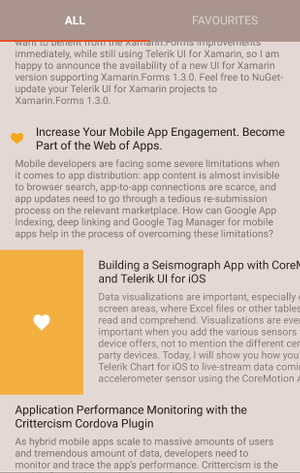 ALL
FAVOURITES
want to benefit from the Xamarin.Forms improvements
immediately, while still using Telerik UI for Xamarin, so I am
happy to announce the availability of a new UI for Xamarin
version supporting Xamarin.Forms 1.3.0. Feel free to NuGet-
update your Telerik UI for Xamarin projects to
Xamarin.Forms 1.3.0.
Increase Your Mobile App Engagement. Become
Part of the Web of Apps.
Mobile developers are facing some severe limitations when
it comes to app distribution: app content is almost invisible
to browser search, app-to-app connections are scarce, and
app updates need to go through a tedious re-submission
process on the relevant marketplace. How can Google App
Indexing, deep linking and Google Tag Manager for mobile
apps help in the process of overcoming these limitations?
Building a Seismograph App with CoreM
and Telerik UI for iOS
Data visualizations are important, especially
screen areas, where Excel files or other tables
read and comprehend. Visualizations are even
important when you add the various sensors
device offers, not to mention the different cer
party devices. Today, I will show you how you
Telerik Chart for iOS to live-stream data comi
accelerometer sensor using the CoreMotion
Application Performance Monitoring with the
Crittercism Cordova Plugin
As hybrid mobile apps scale to massive amounts of users
and tremendous amount of data, developers need to
monitor and trace the app's performance. Crittercism is the